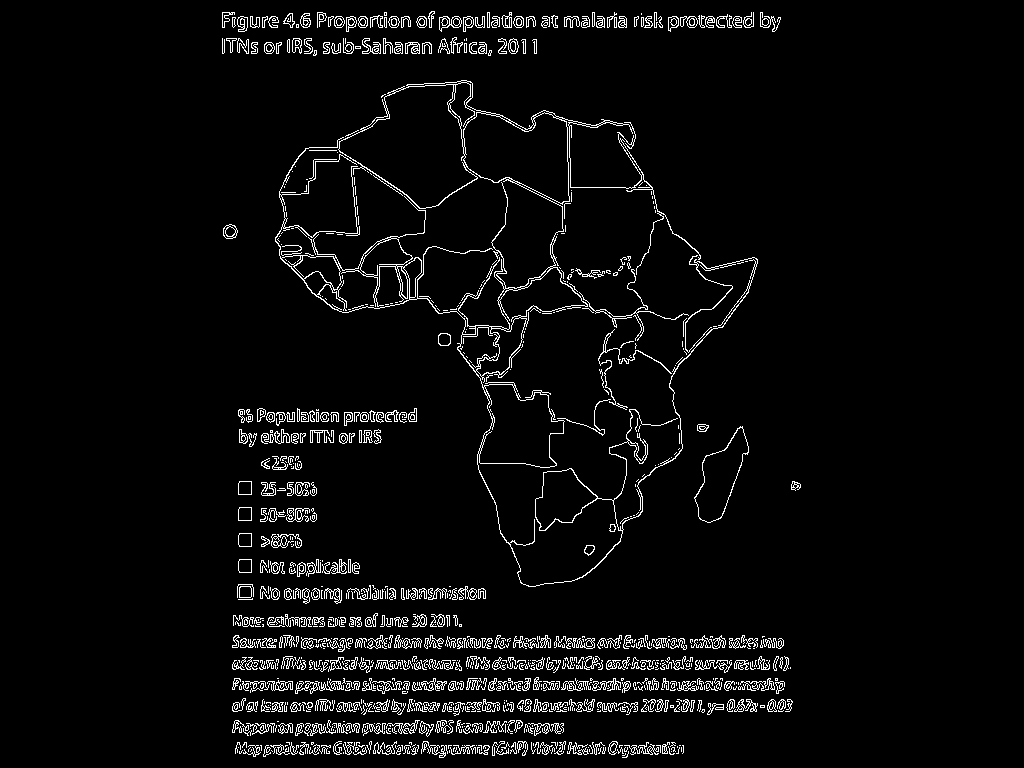 Figure 4.6 Proportion of population at malaria risk protected by
ITNs or IRS, sub-Saharan Africa, 2011
% Population protected
by either ITN or IRS
<25%
25–50%
50–80%
>80%
Not applicable
No ongoing malaria transmission
Note: estimates are as of June 30 2011.
Source: ITN coverage model from the Institute for Health Metrics and Evaluation, which takes into
account ITNs supplied by manufacturers, ITNs delivered by NMCPs and household survey results (1).
Proportion population sleeping under an ITN derived from relationship with household ownership
of at least one ITN analyzed by linear regression in 48 household surveys 2001-2011, y= 0.67x - 0.03
Proportion population protected by IRS from NMCP reports
Map production: Global Malaria Programme (GMP) World Health Organization